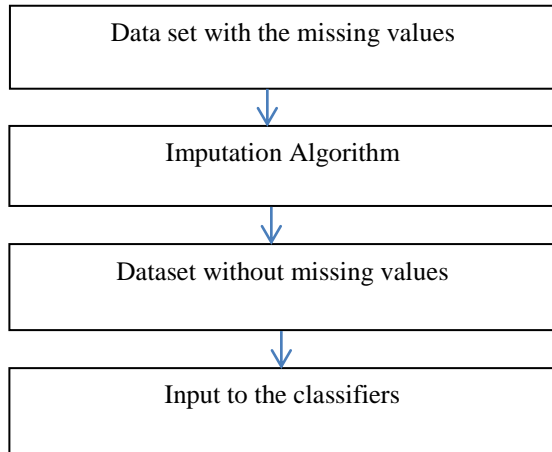 Data set with the missing values
Imputation Algorithm
Dataset without missing values
Input to the classifiers